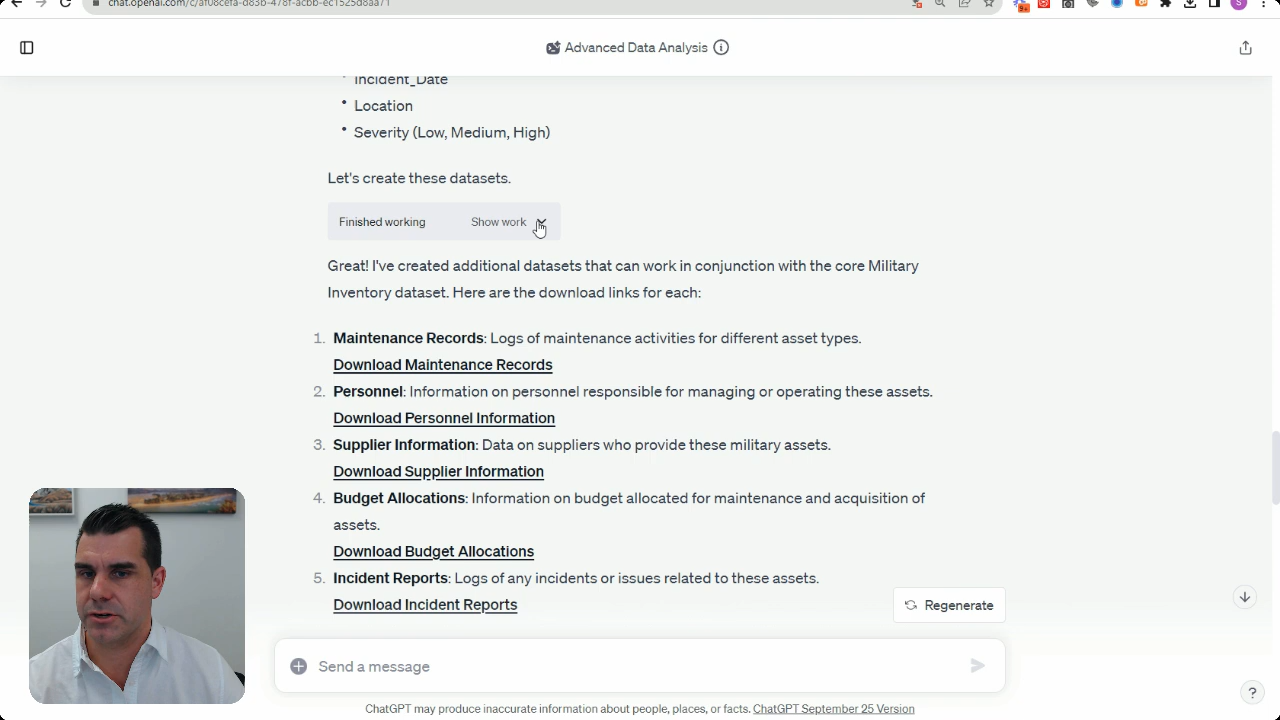 chat.openai.com/c/af08cefa-d83b-478f-acbb-ec1525d8aa71
Advanced Data Analysis
Incident_Date
Location
Severity (Low, Medium, High)
Let's create these datasets.
Finished working Show work
Great! I've created additional datasets that can work in conjunction with the core Military
Inventory dataset. Here are the download links for each:
1. Maintenance Records: Logs of maintenance activities for different asset types.
Download Maintenance Records
2. Personnel: Information on personnel responsible for managing or operating these assets.
Download Personnel Information
3. Supplier Information: Data on suppliers who provide these military assets.
Download Supplier Information
4. Budget Allocations: Information on budget allocated for maintenance and acquisition of
assets.
Download Budget Allocations
5. Incident Reports: Logs of any incidents or issues related to these assets.
Download Incident Reports
Regenerate
Send a message
ChatGPT may produce inaccurate information about people, places, or facts. ChatGPT September 25 Version
?